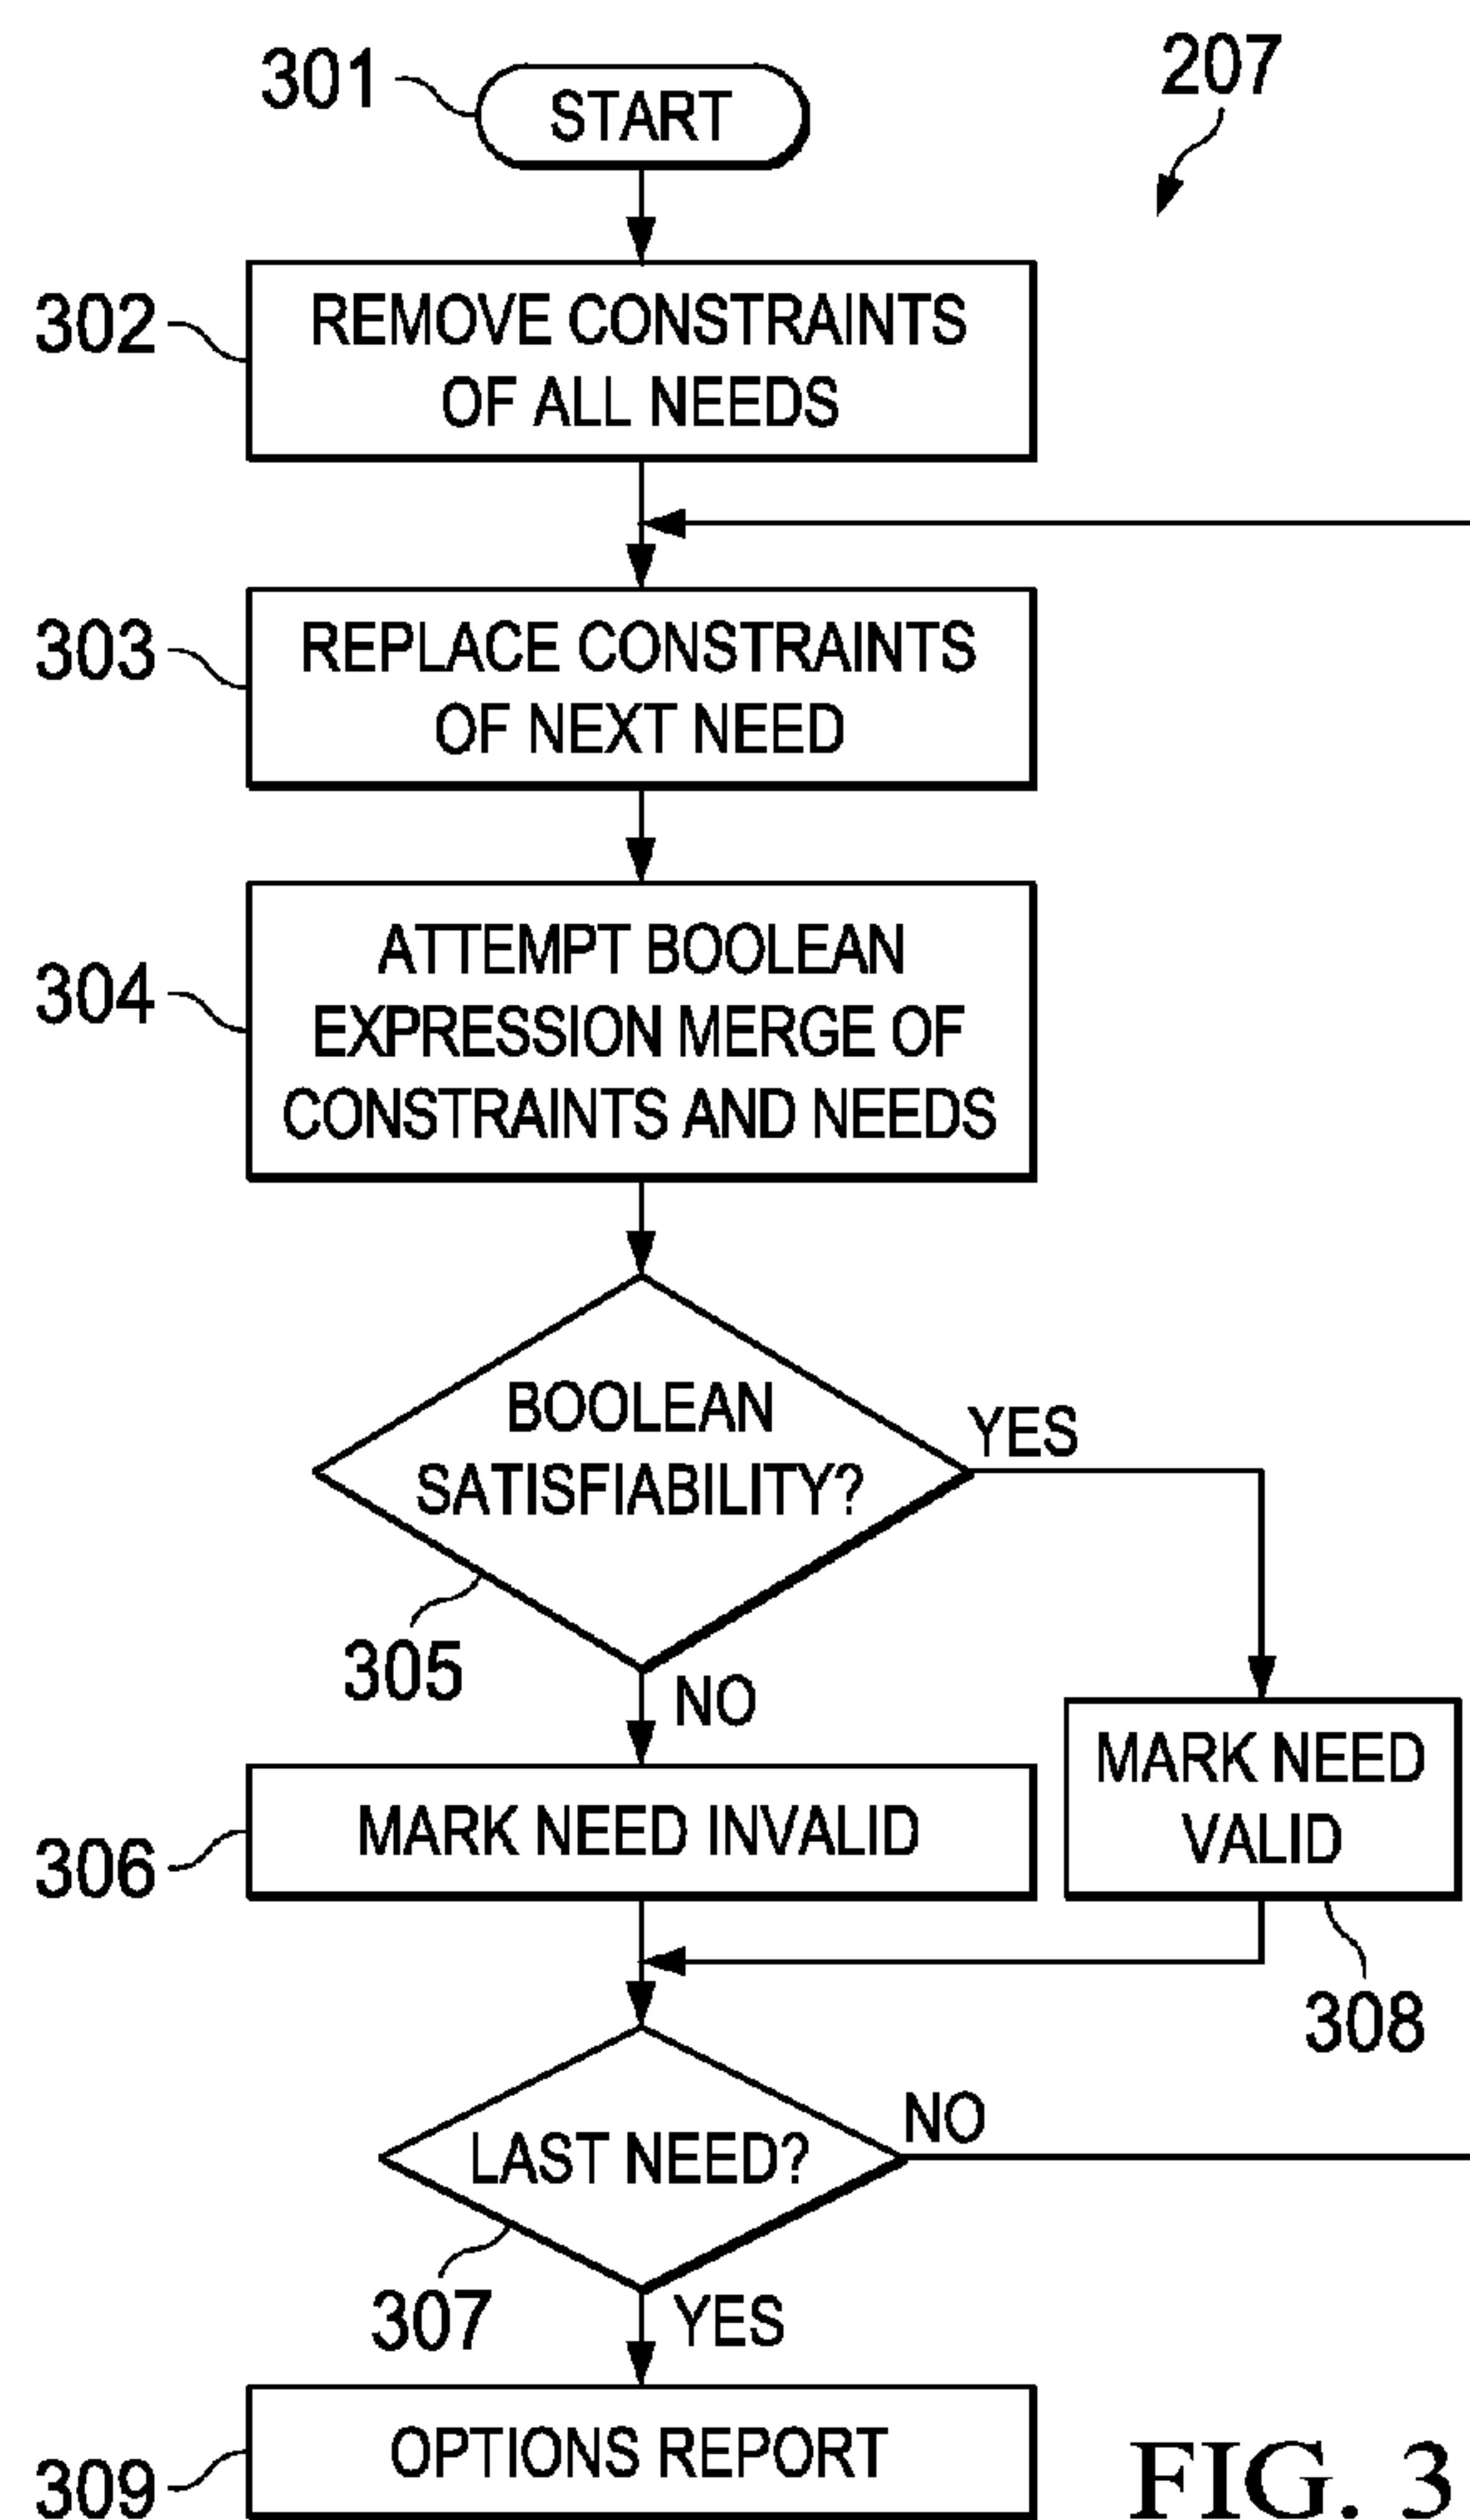 301
START
207
302
REMOVE CONSTRAINTS
OF ALL NEEDS
303
REPLACE CONSTRAINTS
OF NEXT NEED
304
ATTEMPT BOOLEAN
EXPRESSION MERGE OF
CONSTRAINTS AND NEEDS
BOOLEAN
SATISFIABILITY?
YES
305
NO
306
MARK NEED INVALID
MARK NEED
VALID
308
LAST NEED?
NO
307
YES
309
OPTIONS REPORT
FIG. 3